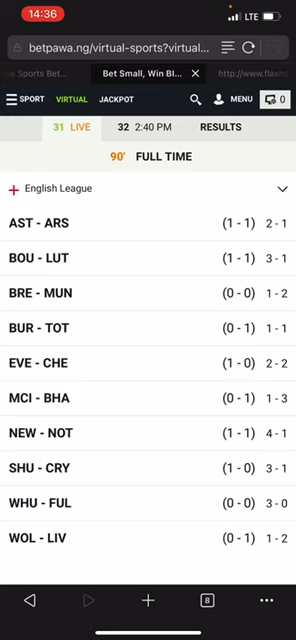 14:36
LTE
betpawa.ng/virtual-sports?virtual...
e Sports Bet...
Bet Small, Win BI...
http://www.flashs
SPORT
VIRTUAL
JACKPOT
MENU
0
31 LIVE
32 2:40 PM
RESULTS
90' FULL TIME
English League
AST - ARS (1 - 1) 2 - 1
BOU - LUT (1 - 1) 3 - 1
BRE - MUN (0 - 0) 1 - 2
BUR - TOT (0 - 1) 1 - 1
EVE - CHE (1 - 0) 2 - 2
MCI - BHA (0 - 1) 1 - 3
NEW - NOT (1 - 1) 4 - 1
SHU - CRY (1 - 0) 3 - 1
WHU - FUL (0 - 0) 3 - 0
WOL - LIV (0 - 1) 1 - 2
8